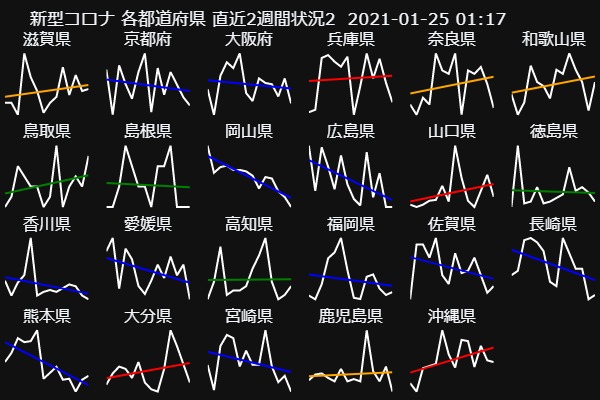 新型コロナ 各都道府県 直近2週間状況2 2021-01-25 01:17
滋賀県 京都府 大阪府 兵庫県 奈良県 和歌山県
鳥取県 島根県 岡山県 広島県 山口県 徳島県
香川県 愛媛県 高知県 福岡県 佐賀県 長崎県
熊本県 大分県 宮崎県 鹿児島県 沖縄県